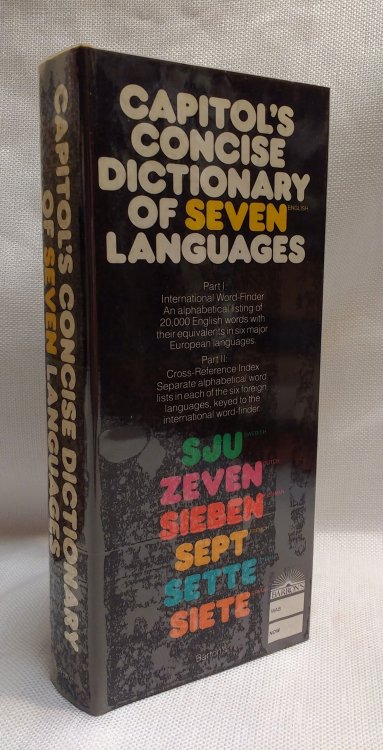 CAPITOL'S CONCISE DICTIONARY
OF SEVEN LANGUAGES
CAPITOL'S
CONCISE
DICTIONARY
OF SEVEN ENGLISH
LANGUAGES
Part I:
International Word-Finder
An alphabetical listing of
20,000 English words with
their equivalents in six major
European languages.
Part II:
Cross-Reference Index
Separate alphabetical word
lists in each of the six foreign
languages, keyed to the
international word-finder.
SJU SWEDISH
ZEVEN DUTCH
SIEBEN
SEPT
SETTE
SIETE
BARRON'S
WAS
NOW
Barron's